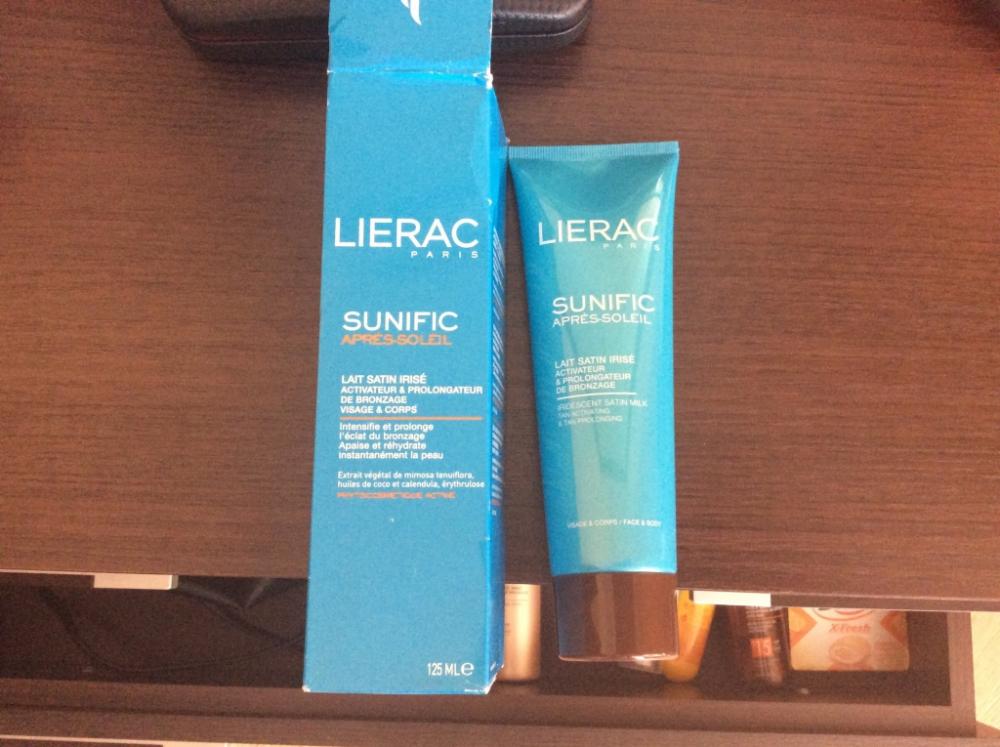 LIERAC
PARIS
SUNIFIC
APRÈS-SOLEIL
LAIT SATIN IRISÉ
ACTIVATEUR & PROLONGATEUR
DE BRONZAGE
VISAGE & CORPS
Intensifie et prolonge
l'éclat du bronzage
Apaise et réhydrate
instantanément la peau
Extrait végétal de mimosa tenuiflora,
huiles de coco et calendula, érythrulose
PHYTOCOSMÉTIQUE ACTIVE
125 ML e
LIERAC
PARIS
SUNIFIC
APRÈS-SOLEIL
LAIT SATIN IRISÉ
ACTIVATEUR
& PROLONGATEUR
DE BRONZAGE
IRIDESCENT SATIN MILK
TAN ACTIVATING
& TAN PROLONGING
VISAGE & CORPS / FACE & BODY
15
X-Fresh